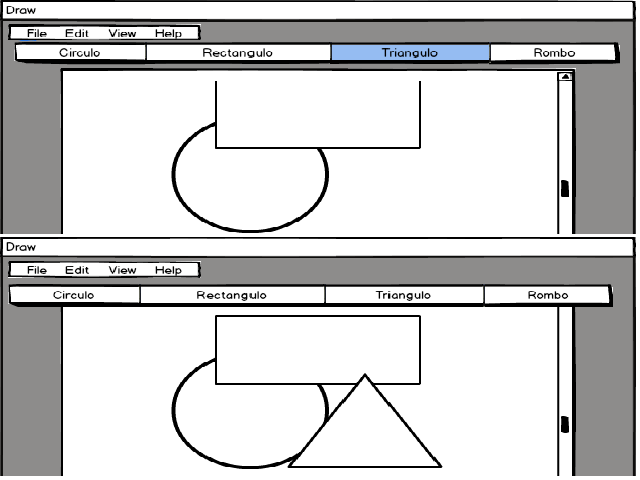 Draw
File Edit View Help
Circulo Rectangulo Triangulo Rombo
Draw
File Edit View Help
Circulo Rectangulo Triangulo Rombo